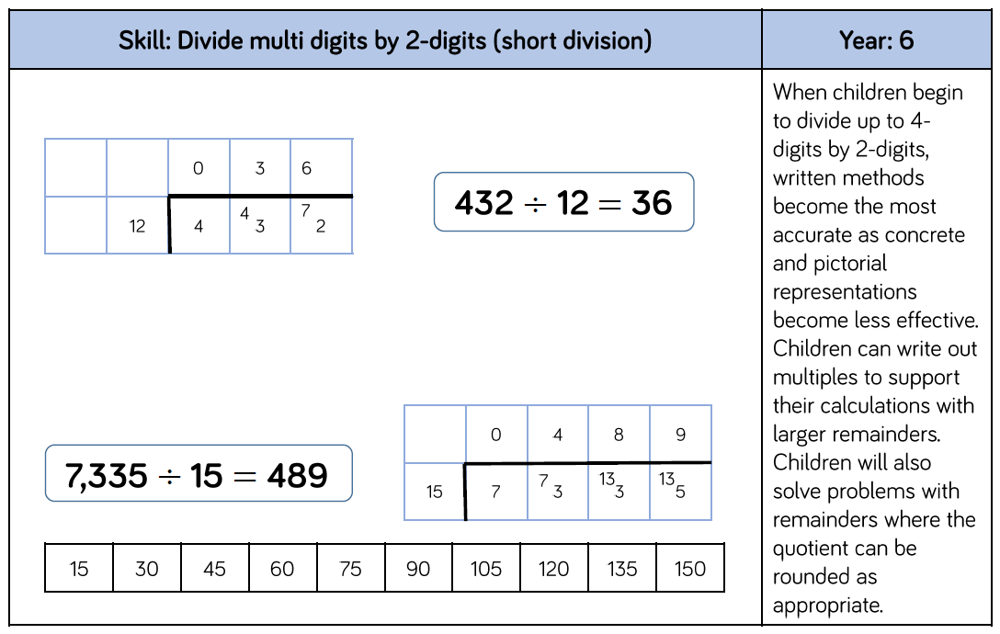 Skill: Divide multi digits by 2-digits (short division)
Year: 6
0 3 6
12 4 4 3 7 2
432 ÷ 12 = 36
7,335 ÷ 15 = 489
0 4 8 9
15 7 7 3 13 3 13 5
15 30 45 60 75 90 105 120 135 150
When children begin
to divide up to 4-
digits by 2-digits,
written methods
become the most
accurate as concrete
and pictorial
representations
become less effective.
Children can write out
multiples to support
their calculations with
larger remainders.
Children will also
solve problems with
remainders where the
quotient can be
rounded as
appropriate.